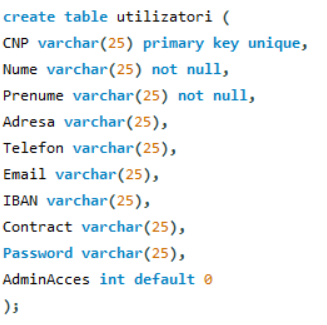 create table utilizatori (
CNP varchar(25) primary key unique,
Nume varchar(25) not null,
Prenume varchar(25) not null,
Adresa varchar(25),
Telefon varchar(25),
Email varchar(25),
IBAN varchar(25),
Contract varchar(25),
Password varchar(25),
AdminAcces int default 0
);